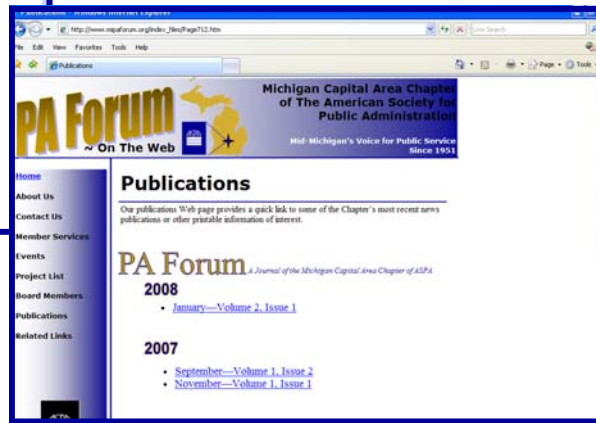 Publications - Windows Internet Explorer
http://www.mipaforum.org/index_files/Page712.htm
Live Search
File Edit View Favorites Tools Help
Publications
Page Tools
PA Forum
~ On The Web
Michigan Capital Area Chapter
of The American Society fo
Public Administration
Mid-Michigan's Voice for Public Service
Since 1951
Home
About Us
Contact Us
Member Services
Events
Project List
Board Members
Publications
Related Links
Publications
Our publications Web page provides a quick link to some of the Chapter's most recent news
publications or other printable information of interest.
PA Forum A Journal of the Michigan Capital Area Chapter of ASPA
2008
• January—Volume 2, Issue 1
2007
• September—Volume 1, Issue 2
• November—Volume 1, Issue 1